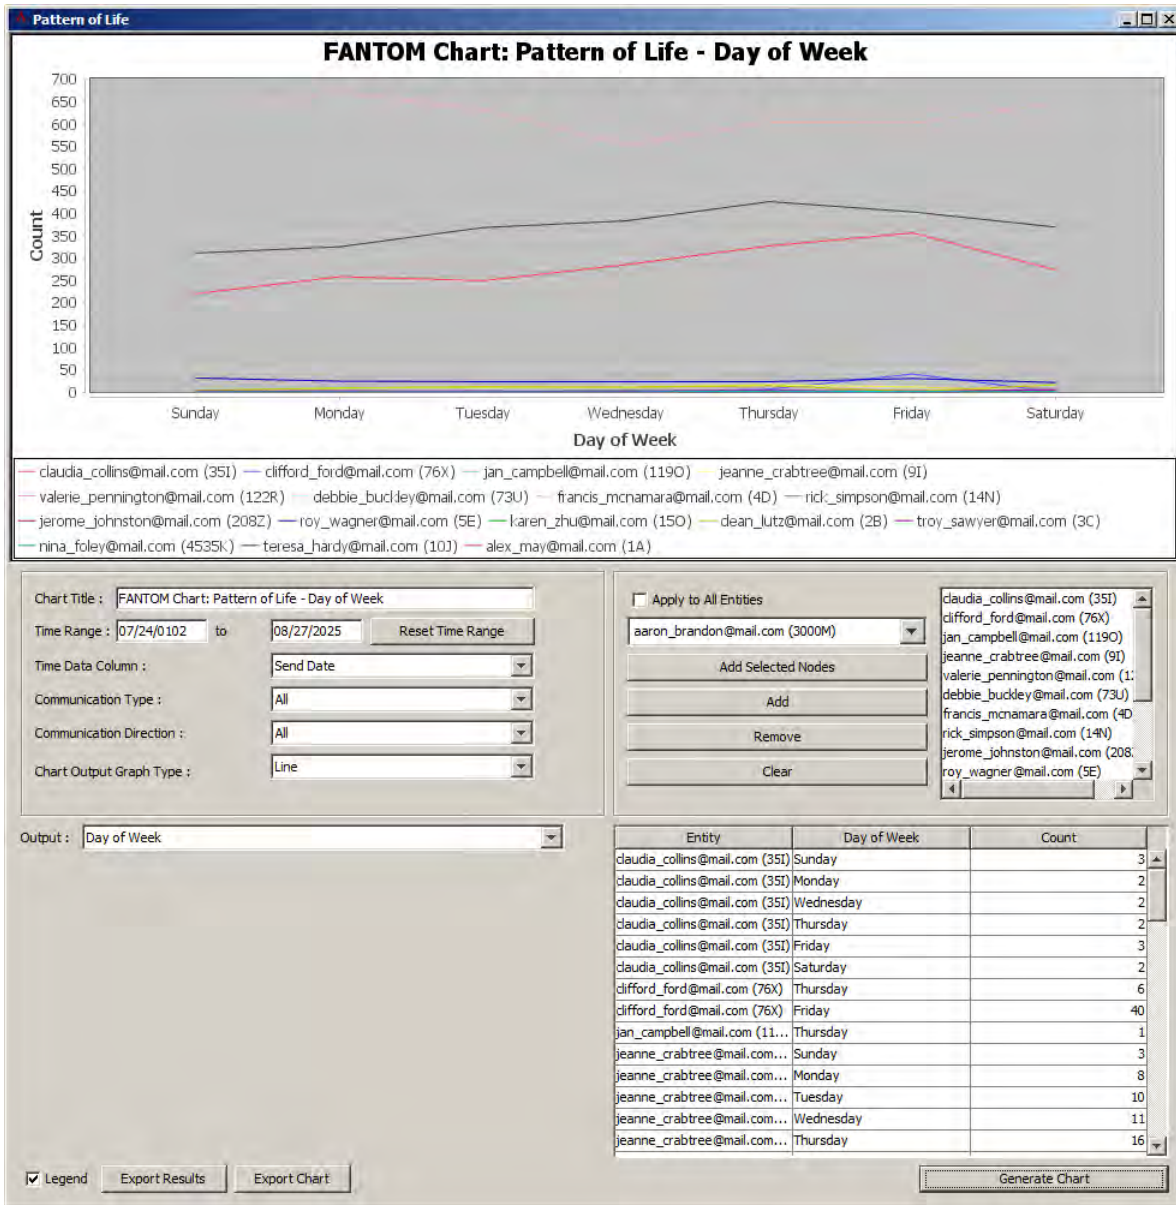 Pattern of Life
FANTOM Chart: Pattern of Life - Day of Week
700
650
600
550
500
450
400
350
300
250
200
150
100
50
0
Count
Sunday Monday Tuesday Wednesday Thursday Friday Saturday
Day of Week
claudia_collins@mail.com (35I) clifford_ford@mail.com (76X) jan_campbell@mail.com (119O) jeanne_crabtree@mail.com (9I)
valerie_pennington@mail.com (122R) debbie_buckley@mail.com (73U) francis_mcnamara@mail.com (4D) rick_simpson@mail.com (14N)
jerome_johnston@mail.com (208Z) roy_wagner@mail.com (5E) karen_zhu@mail.com (15O) dean_lutz@mail.com (2B) troy_sawyer@mail.com (3C)
nina_foley@mail.com (4535K) teresa_hardy@mail.com (10J) alex_may@mail.com (1A)
Chart Title : FANTOM Chart: Pattern of Life - Day of Week
Time Range : 07/24/0102 to 08/27/2025 Reset Time Range
Time Data Column : Send Date
Communication Type : All
Communication Direction : All
Chart Output Graph Type : Line
Apply to All Entities
aaron_brandon@mail.com (3000M)
Add Selected Nodes
Add
Remove
Clear
claudia_collins@mail.com (35I)
clifford_ford@mail.com (76X)
jan_campbell@mail.com (119O)
jeanne_crabtree@mail.com (9I)
valerie_pennington@mail.com (12
debbie_buckley@mail.com (73U)
francis_mcnamara@mail.com (4D
rick_simpson@mail.com (14N)
jerome_johnston@mail.com (208
roy_wagner@mail.com (5E)
Output : Day of Week
Entity Day of Week Count
claudia_collins@mail.com (35I) Sunday 3
claudia_collins@mail.com (35I) Monday 2
claudia_collins@mail.com (35I) Wednesday 2
claudia_collins@mail.com (35I) Thursday 2
claudia_collins@mail.com (35I) Friday 3
claudia_collins@mail.com (35I) Saturday 2
clifford_ford@mail.com (76X) Thursday 6
clifford_ford@mail.com (76X) Friday 40
jan_campbell@mail.com (11... Thursday 1
jeanne_crabtree@mail.com... Sunday 3
jeanne_crabtree@mail.com... Monday 8
jeanne_crabtree@mail.com... Tuesday 10
jeanne_crabtree@mail.com... Wednesday 11
jeanne_crabtree@mail.com... Thursday 16
Legend Export Results Export Chart Generate Chart